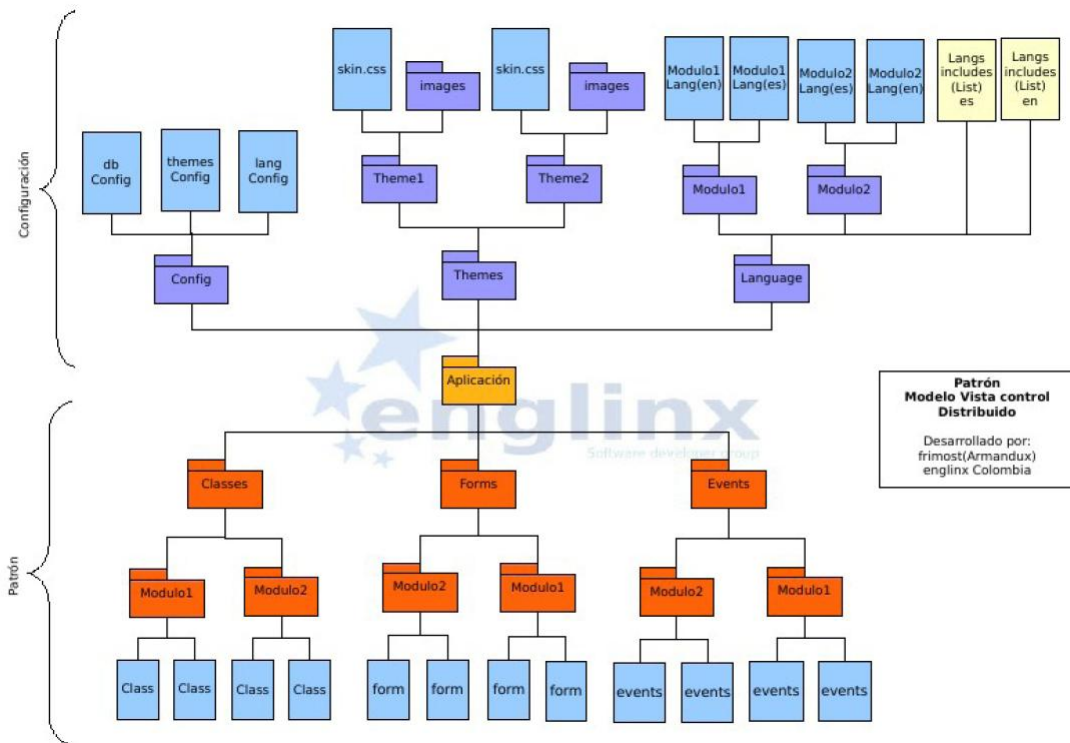 Configuración
skin.css
images
skin.css
images
Modulo1
Lang(en)
Modulo1
Lang(es)
Modulo2
Lang(es)
Modulo2
Lang(en)
Langs
includes
(List)
es
Langs
includes
(List)
en
db
Config
themes
Config
lang
Config
Theme1
Theme2
Modulo1
Modulo2
Config
Themes
Language
Aplicación
englinx
Software developer group
Patrón
Modelo Vista control
Distribuido
Desarrollado por:
frimost(Armandux)
englinx Colombia
Patrón
Classes
Forms
Events
Modulo1
Modulo2
Modulo2
Modulo1
Modulo2
Modulo1
Class
Class
Class
Class
form
form
form
form
events
events
events
events